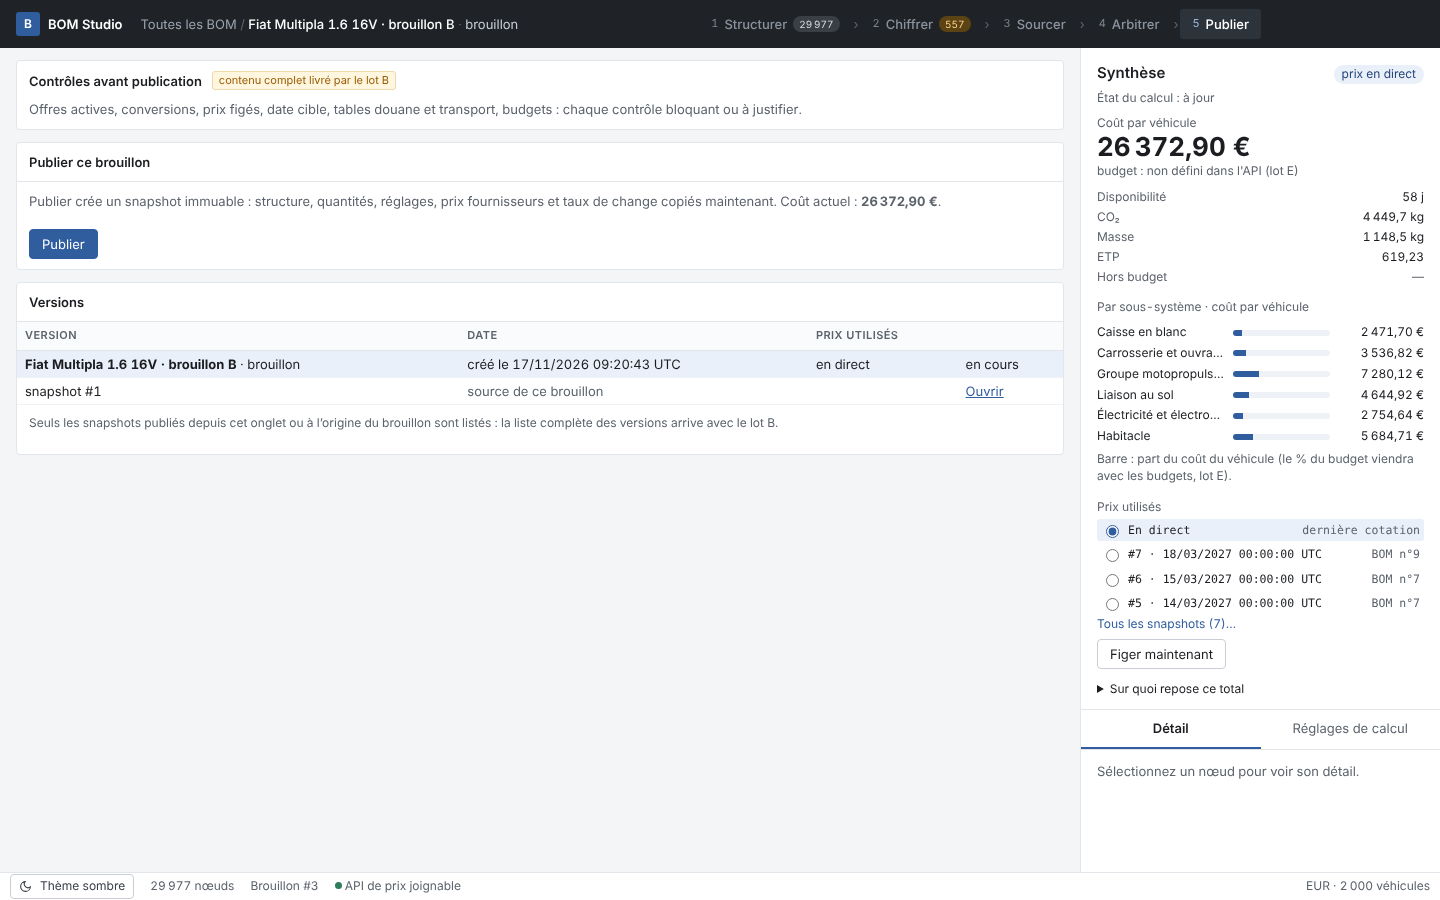 B BOM Studio Toutes les BOM / Fiat Multipla 1.6 16V · brouillon B · brouillon 1 Structurer 29 977 › 2 Chiffrer 557 › 3 Sourcer › 4 Arbitrer › 5 Publier
Contrôles avant publication contenu complet livré par le lot B
Offres actives, conversions, prix figés, date cible, tables douane et transport, budgets : chaque contrôle bloquant ou à justifier.
Publier ce brouillon
Publier crée un snapshot immuable : structure, quantités, réglages, prix fournisseurs et taux de change copiés maintenant. Coût actuel : 26 372,90 €.
Publier
Versions
VERSION DATE PRIX UTILISÉS
Fiat Multipla 1.6 16V · brouillon B · brouillon créé le 17/11/2026 09:20:43 UTC en direct en cours
snapshot #1 source de ce brouillon Ouvrir
Seuls les snapshots publiés depuis cet onglet ou à l'origine du brouillon sont listés : la liste complète des versions arrive avec le lot B.
Synthèse prix en direct
État du calcul : à jour
Coût par véhicule
26 372,90 €
budget : non défini dans l'API (lot E)
Disponibilité 58 j
CO₂ 4 449,7 kg
Masse 1 148,5 kg
ETP 619,23
Hors budget —
Par sous-système · coût par véhicule
Caisse en blanc 2 471,70 €
Carrosserie et ouvra... 3 536,82 €
Groupe motopropuls... 7 280,12 €
Liaison au sol 4 644,92 €
Électricité et électro... 2 754,64 €
Habitacle 5 684,71 €
Barre : part du coût du véhicule (le % du budget viendra
avec les budgets, lot E).
Prix utilisés
En direct dernière cotation
#7 · 18/03/2027 00:00:00 UTC BOM n°9
#6 · 15/03/2027 00:00:00 UTC BOM n°7
#5 · 14/03/2027 00:00:00 UTC BOM n°7
Tous les snapshots (7)...
Figer maintenant
Sur quoi repose ce total
Détail Réglages de calcul
Sélectionnez un nœud pour voir son détail.
Thème sombre 29 977 nœuds Brouillon #3 API de prix joignable EUR · 2 000 véhicules